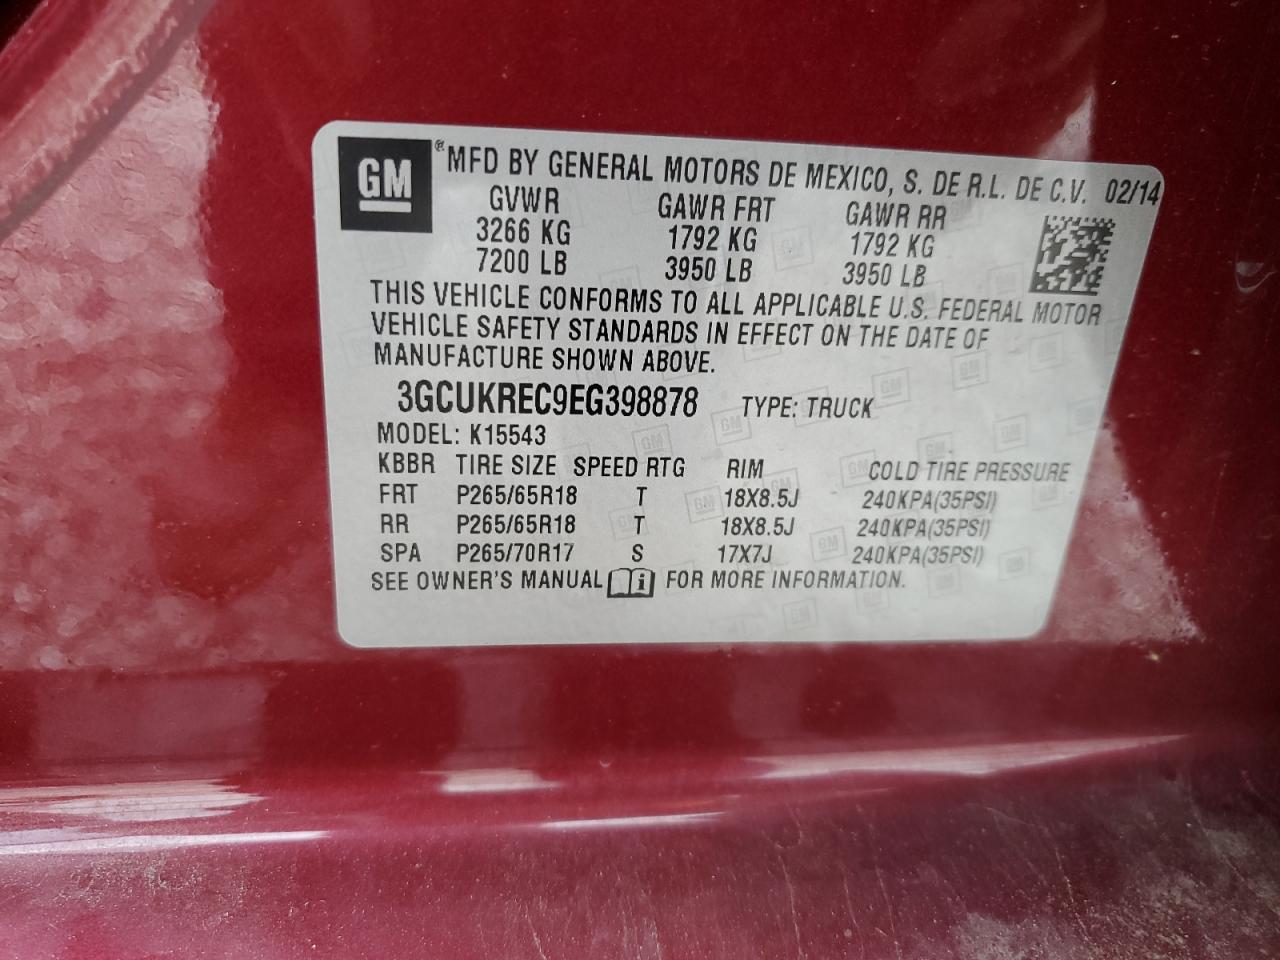 GM® MFD BY GENERAL MOTORS DE MEXICO, S. DE R.L. DE C.V. 02/14
GVWR GAWR FRT GAWR RR
3266 KG 1792 KG 1792 KG
7200 LB 3950 LB 3950 LB
THIS VEHICLE CONFORMS TO ALL APPLICABLE U.S. FEDERAL MOTOR
VEHICLE SAFETY STANDARDS IN EFFECT ON THE DATE OF
MANUFACTURE SHOWN ABOVE.
3GCUKREC9EG398878 TYPE: TRUCK
MODEL: K15543
KBBR TIRE SIZE SPEED RTG RIM COLD TIRE PRESSURE
FRT P265/65R18 T 18X8.5J 240KPA(35PSI)
RR P265/65R18 T 18X8.5J 240KPA(35PSI)
SPA P265/70R17 S 17X7J 240KPA(35PSI)
SEE OWNER'S MANUAL i FOR MORE INFORMATION.